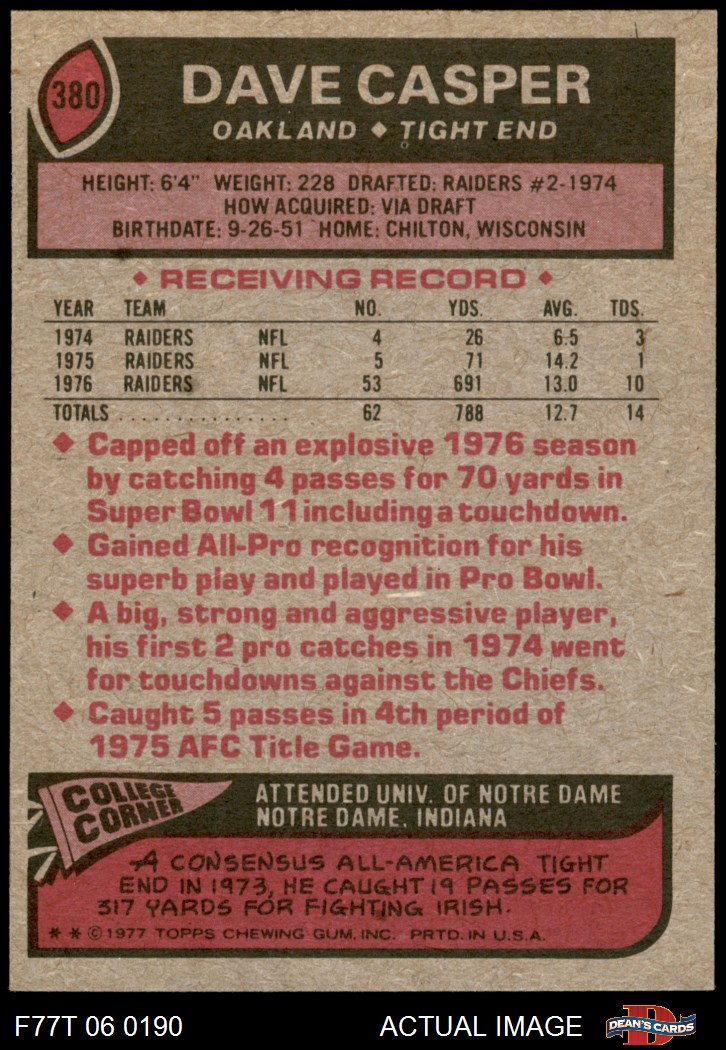 380
DAVE CASPER
OAKLAND ◆ TIGHT END
HEIGHT: 6'4" WEIGHT: 228 DRAFTED: RAIDERS #2-1974
HOW ACQUIRED: VIA DRAFT
BIRTHDATE: 9-26-51 HOME: CHILTON, WISCONSIN
◆ RECEIVING RECORD ◆
YEAR TEAM NO. YDS. AVG. TDS.
1974 RAIDERS NFL 4 26 6.5 3
1975 RAIDERS NFL 5 71 14.2 1
1976 RAIDERS NFL 53 691 13.0 10
TOTALS . . . . . . . . . . . . . . . . 62 788 12.7 14
◆ Capped off an explosive 1976 season
by catching 4 passes for 70 yards in
Super Bowl 11 including a touchdown.
◆ Gained All-Pro recognition for his
superb play and played in Pro Bowl.
◆ A big, strong and aggressive player,
his first 2 pro catches in 1974 went
for touchdowns against the Chiefs.
◆ Caught 5 passes in 4th period of
1975 AFC Title Game.
COLLEGE
CORNER
ATTENDED UNIV. OF NOTRE DAME
NOTRE DAME, INDIANA
A CONSENSUS ALL-AMERICA TIGHT
END IN 1973, HE CAUGHT 19 PASSES FOR
317 YARDS FOR FIGHTING IRISH.
* * © 1977 TOPPS CHEWING GUM, INC. PRTD. IN U.S.A.
F77T 06 0190 ACTUAL IMAGE
D
DEAN'S CARDS